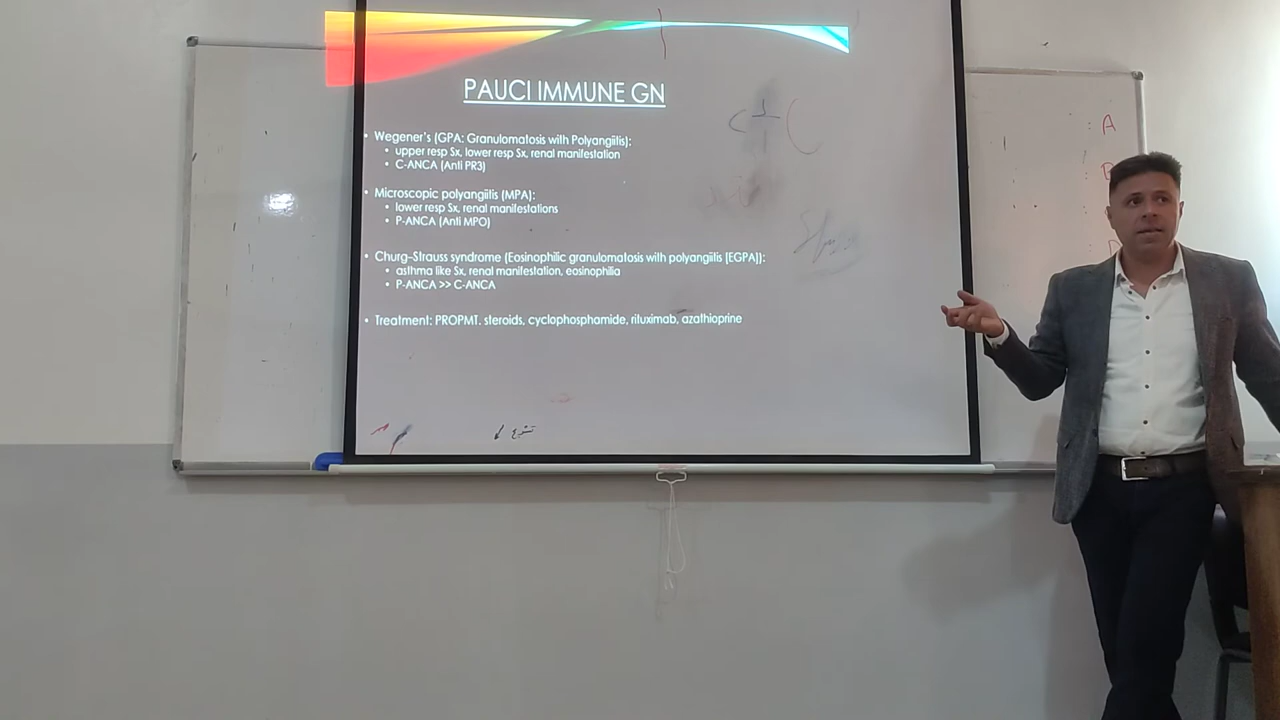 PAUCI IMMUNE GN
• Wegener's (GPA: Granulomatosis with Polyangiitis):
• upper resp Sx, lower resp Sx, renal manifestation
• C-ANCA (Anti PR3)
• Microscopic polyangiitis (MPA):
• lower resp Sx, renal manifestations
• P-ANCA (Anti MPO)
• Churg-Strauss syndrome (Eosinophilic granulomatosis with polyangiitis [EGPA]):
• asthma like Sx, renal manifestation, eosinophilia
• P-ANCA >> C-ANCA
• Treatment: PROPMT. steroids, cyclophosphamide, rituximab, azathioprine
A